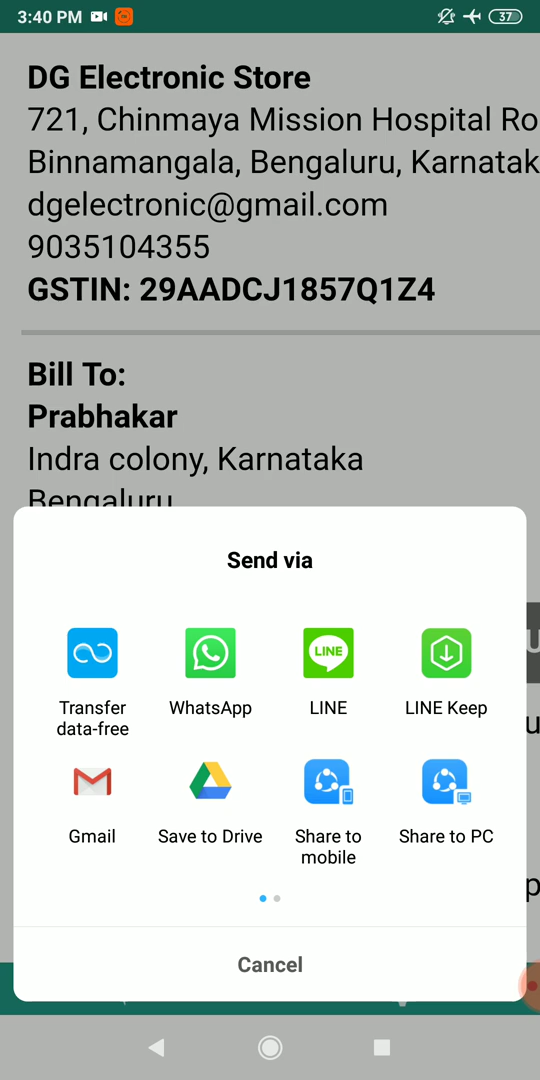 3:40 PM
37
DG Electronic Store
721, Chinmaya Mission Hospital Ro
Binnamangala, Bengaluru, Karnatak
dgelectronic@gmail.com
9035104355
GSTIN: 29AADCJ1857Q1Z4
Bill To:
Prabhakar
Indra colony, Karnataka
Bengaluru
Send via
LINE
Transfer data-free
WhatsApp
LINE
LINE Keep
Gmail
Save to Drive
Share to mobile
Share to PC
Cancel